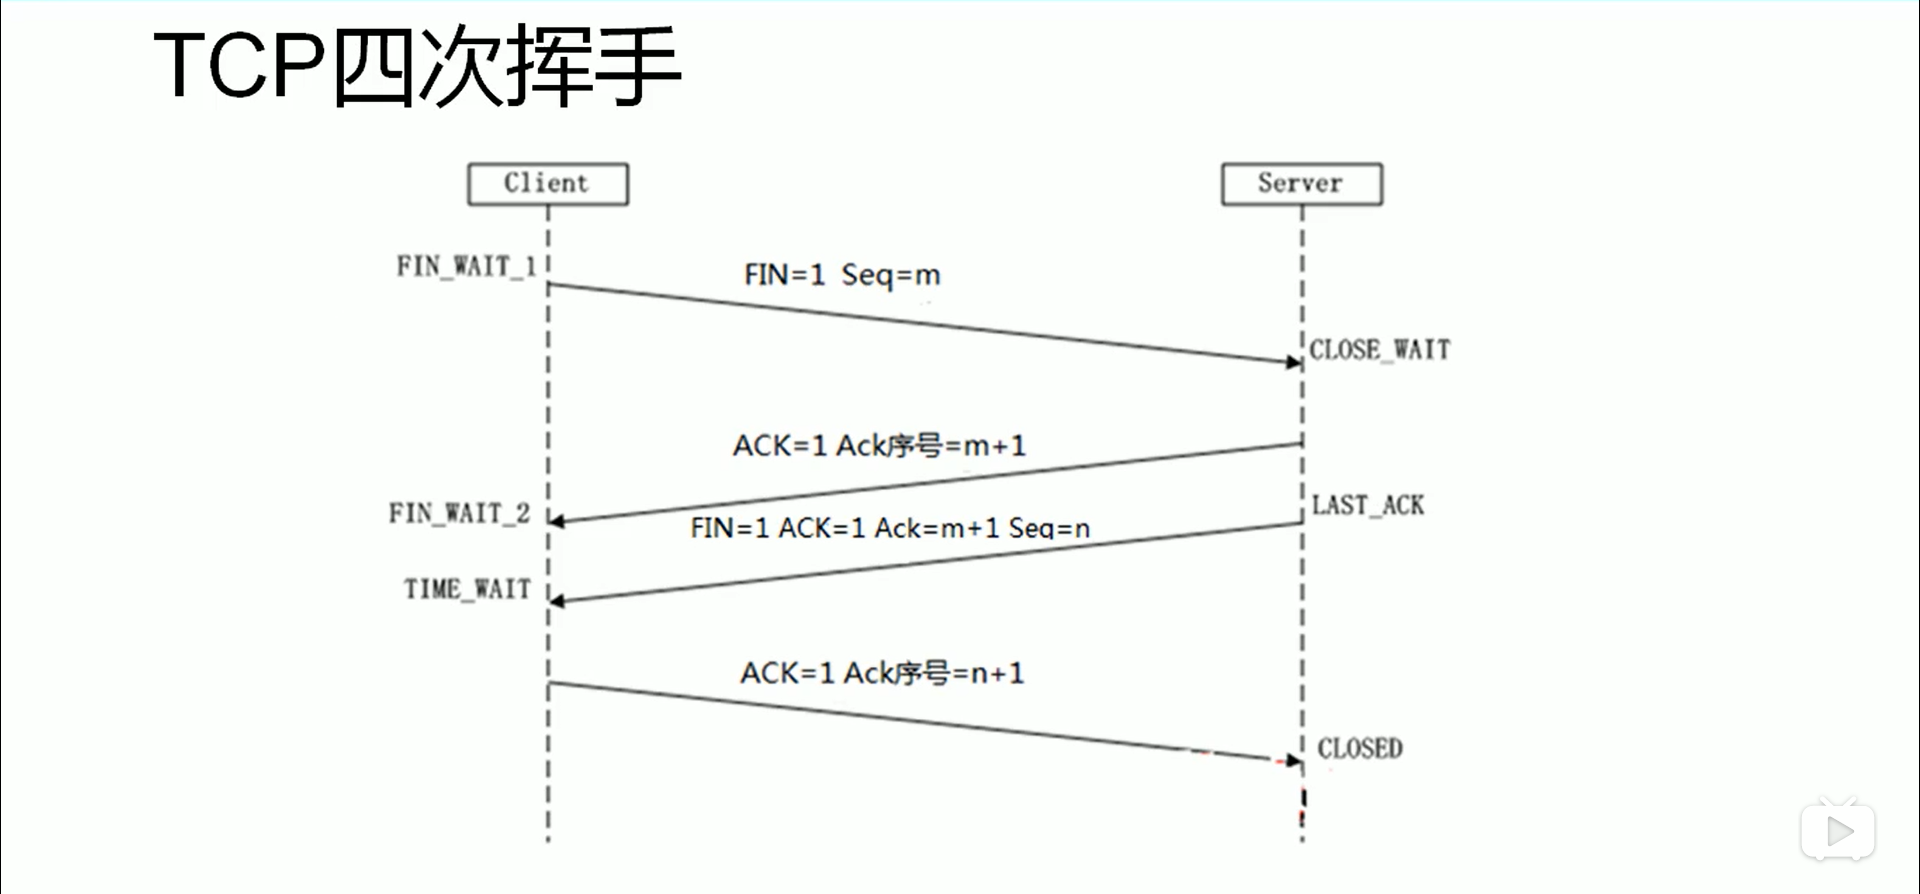 TCP四次挥手
Client
Server
FIN_WAIT_1
FIN=1 Seq=m
CLOSE_WAIT
ACK=1 Ack序号=m+1
FIN_WAIT_2
LAST_ACK
FIN=1 ACK=1 Ack=m+1 Seq=n
TIME_WAIT
ACK=1 Ack序号=n+1
CLOSED